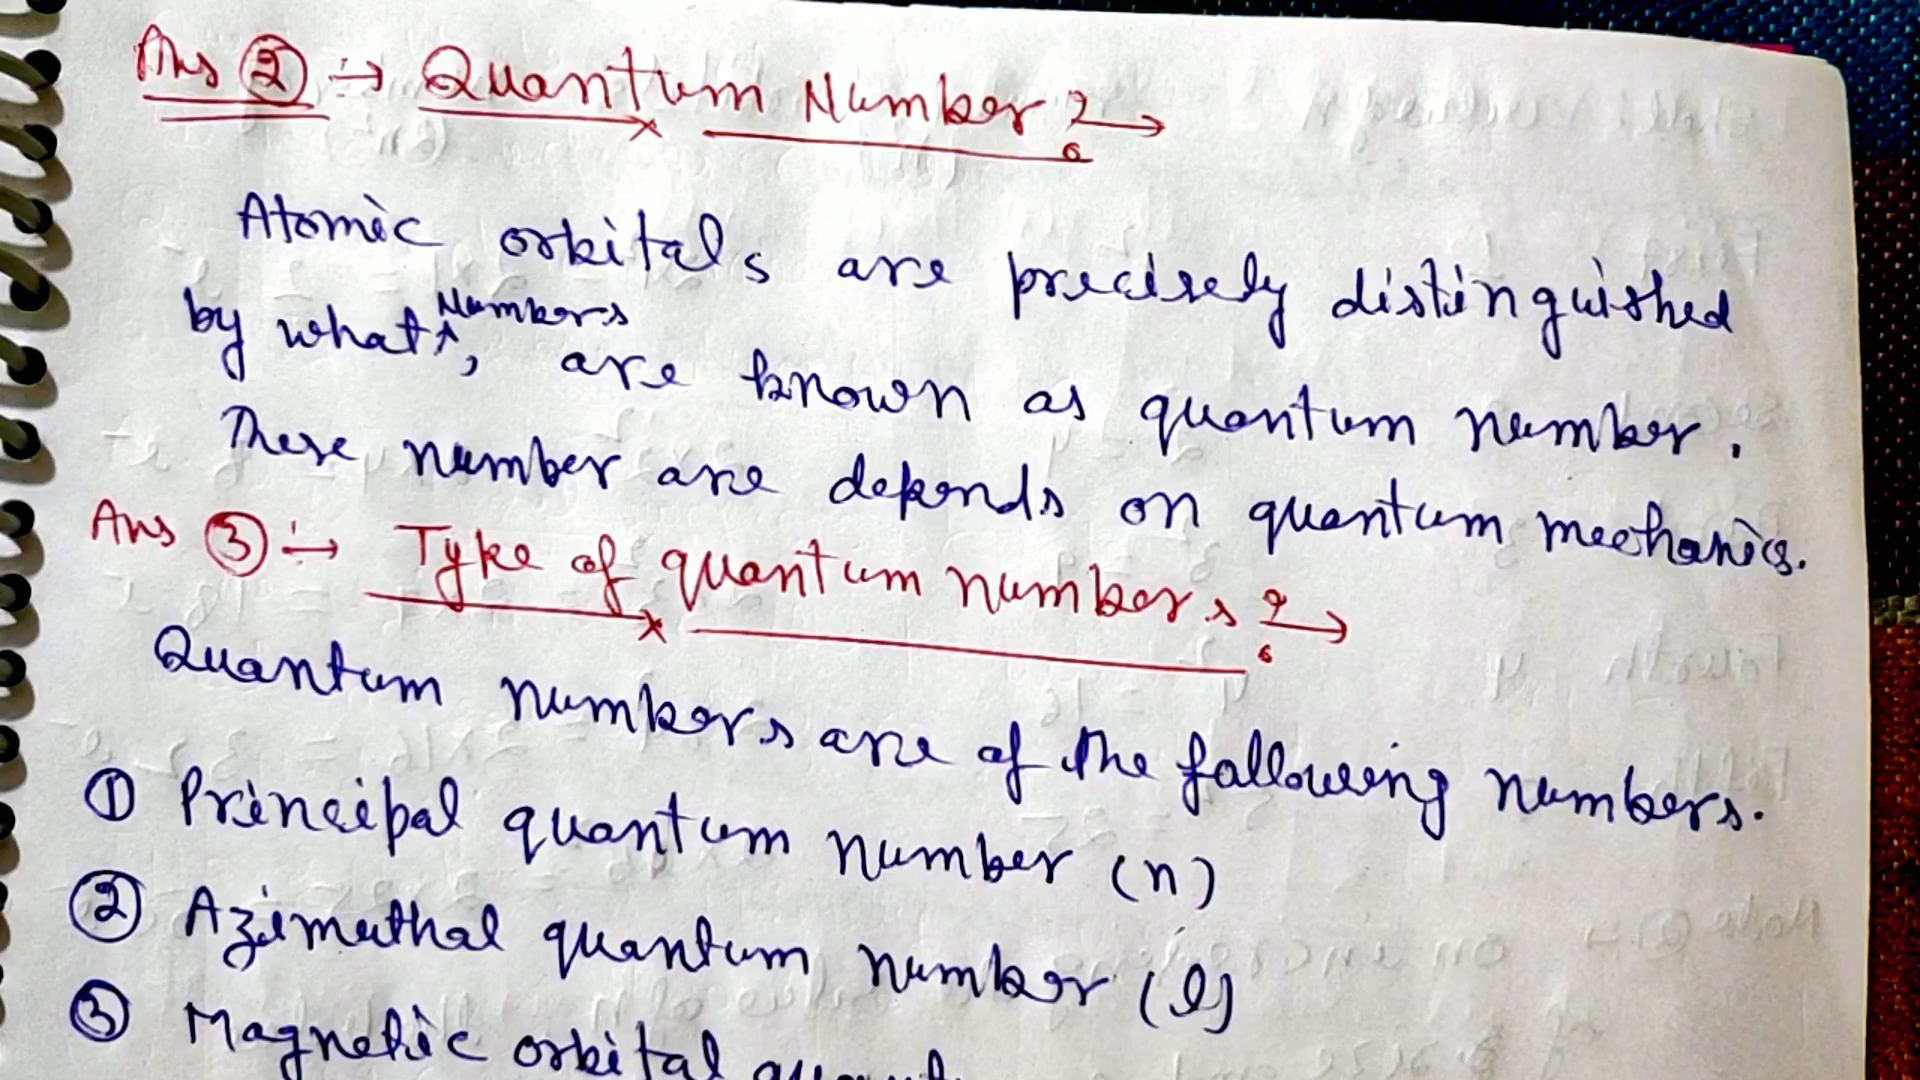 Ans ② :→ Quantum Number :→
Atomic orbitals are precisely distinguished
by what Numbers, are known as quantum number.
These number are depends on quantum mechanics.
Ans ③ :→ Type of quantum numbers :→
Quantum numbers are of the following numbers.
① Principal quantum number (n)
② Azimuthal quantum number (l)
③ Magnetic orbital